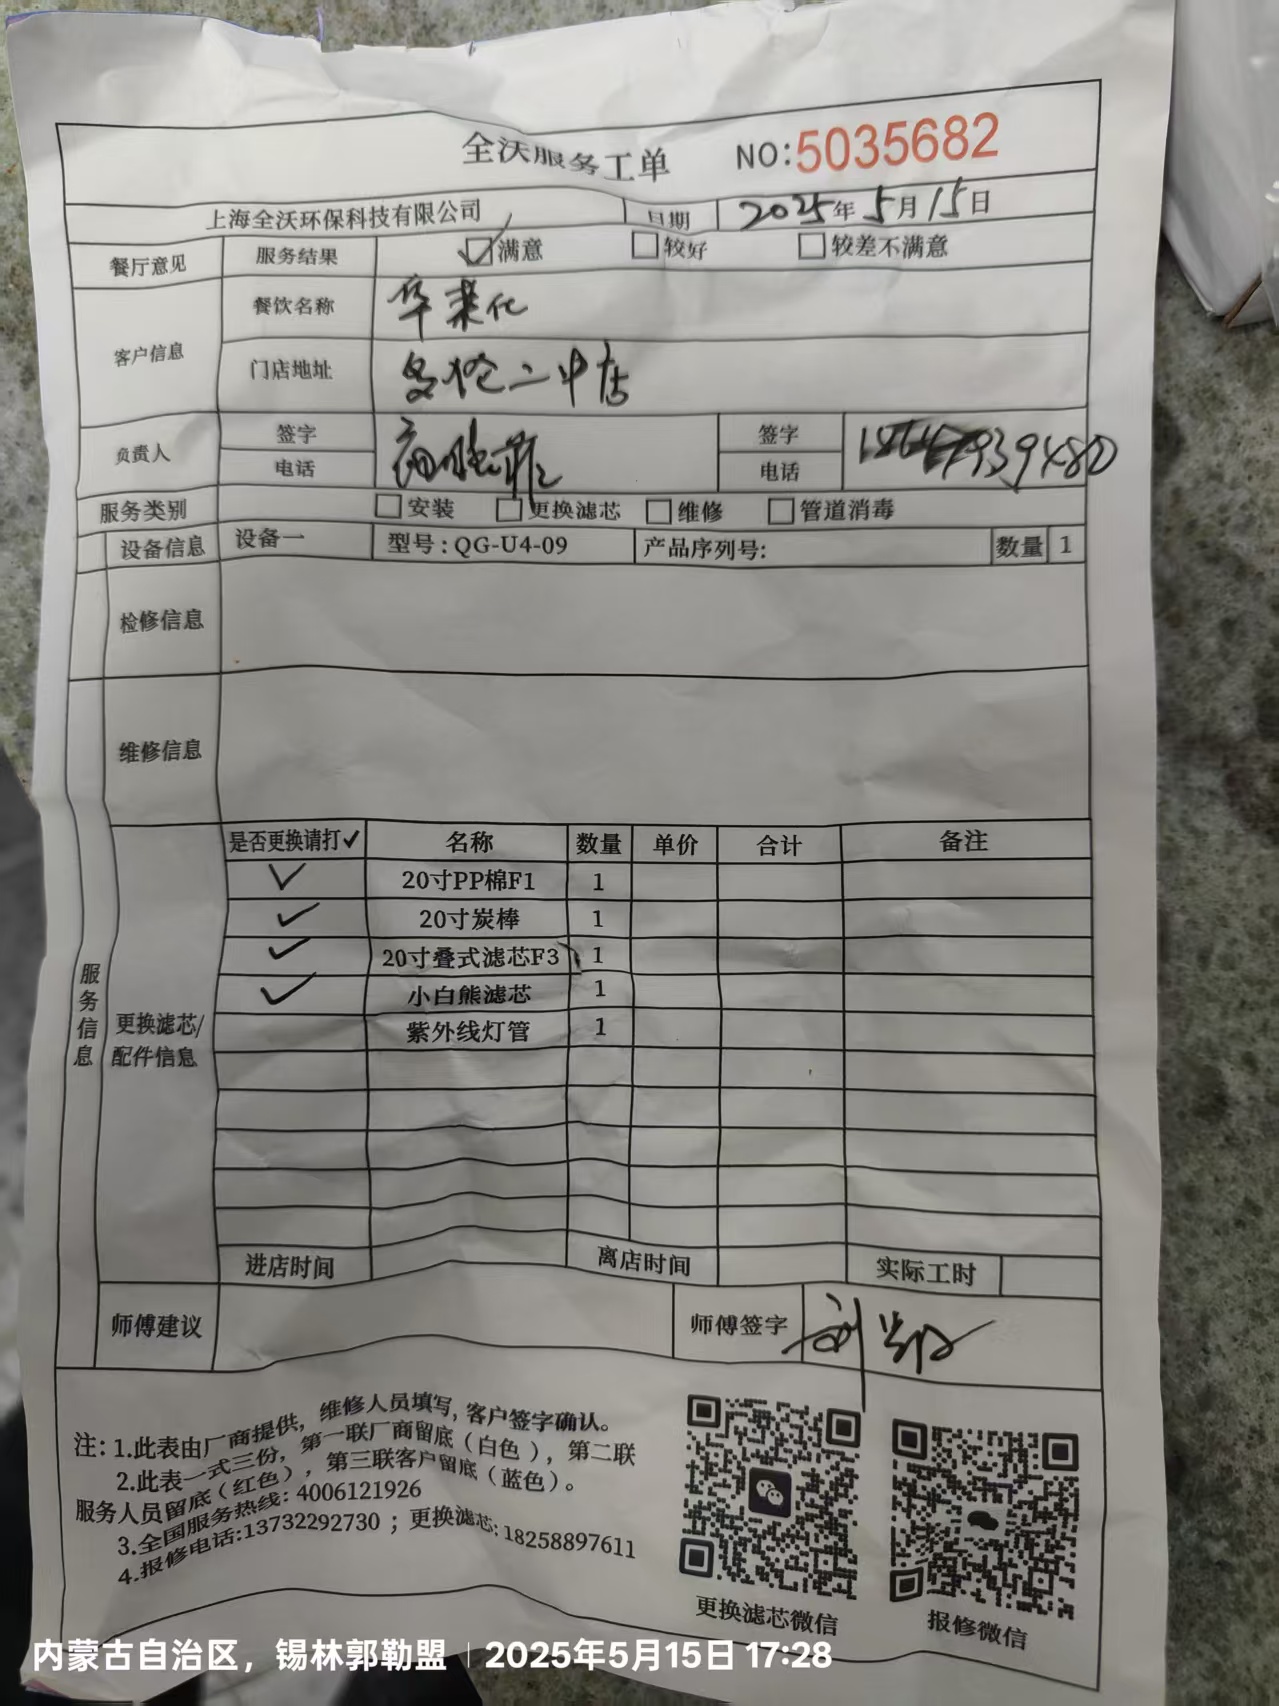 全沃服务工单 NO:5035682
上海全沃环保科技有限公司 日期 2025年5月15日
餐厅意见 服务结果 ☑满意 □较好 □较差不满意
客户信息 餐饮名称 华莱仕
门店地址 多伦二中店
负责人 签字 签字
电话 电话
服务类别 □安装 □更换滤芯 □维修 □管道消毒
设备信息 设备一 型号:QG-U4-09 产品序列号: 数量 1
检修信息
维修信息
服务信息
更换滤芯/
配件信息
是否更换请打✓ 名称 数量 单价 合计 备注
✓ 20寸PP棉F1 1
✓ 20寸炭棒 1
✓ 20寸叠式滤芯F3 1
✓ 小白熊滤芯 1
紫外线灯管 1
进店时间 离店时间 实际工时
师傅建议 师傅签字
注: 1.此表由厂商提供，维修人员填写，客户签字确认。
2.此表一式三份，第一联厂商留底（白色），第二联
服务人员留底（红色），第三联客户留底（蓝色）。
3.全国服务热线: 4006121926
4.报修电话:13732292730 ；更换滤芯: 18258897611
更换滤芯微信
报修微信
内蒙古自治区，锡林郭勒盟 | 2025年5月15日 17:28